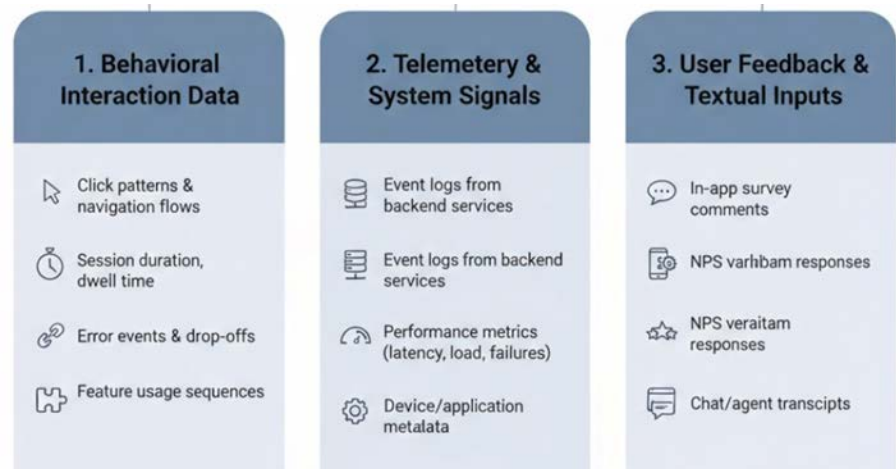 1. Behavioral
Interaction Data
Click patterns &
navigation flows
Session duration,
dwell time
Error events & drop-offs
Feature usage sequences
2. Telemetery &
System Signals
Event logs from
backend services
Event logs from backend
services
Performance metrics
(latency, load, failures)
Device/application
metalata
3. User Feedback &
Textual Inputs
In-app survey
comments
NPS varhbam responses
NPS veraitam
responses
Chat/agent transcipts